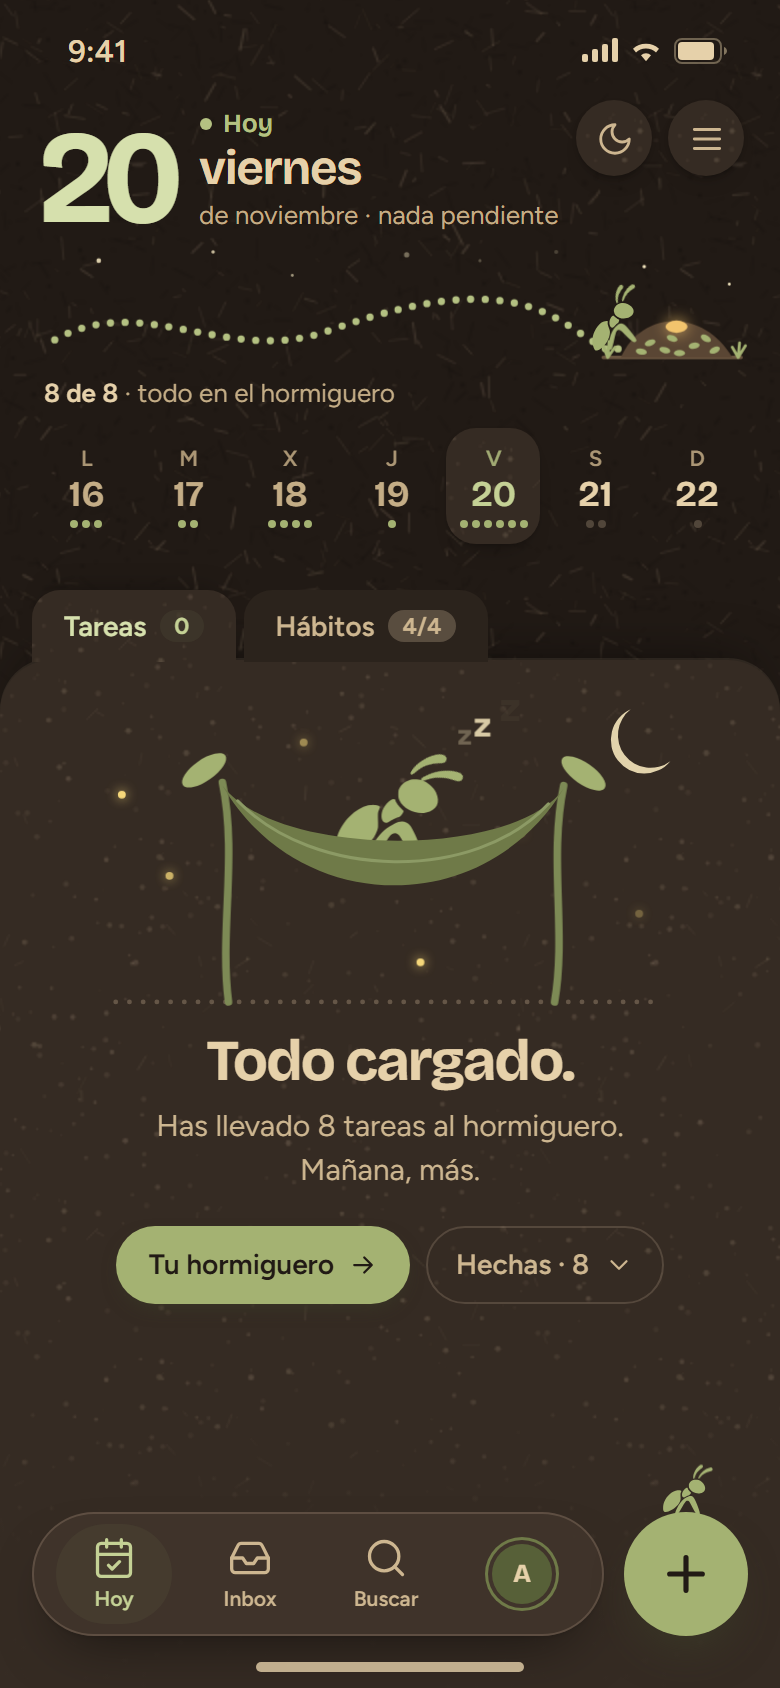 9:41
20
Hoy
viernes
de noviembre · nada pendiente
8 de 8 · todo en el hormiguero
L M X J V S D
16 17 18 19 20 21 22
Tareas 0 Hábitos 4/4
z z z
Todo cargado.
Has llevado 8 tareas al hormiguero.
Mañana, más.
Tu hormiguero → Hechas · 8
A
Hoy Inbox Buscar